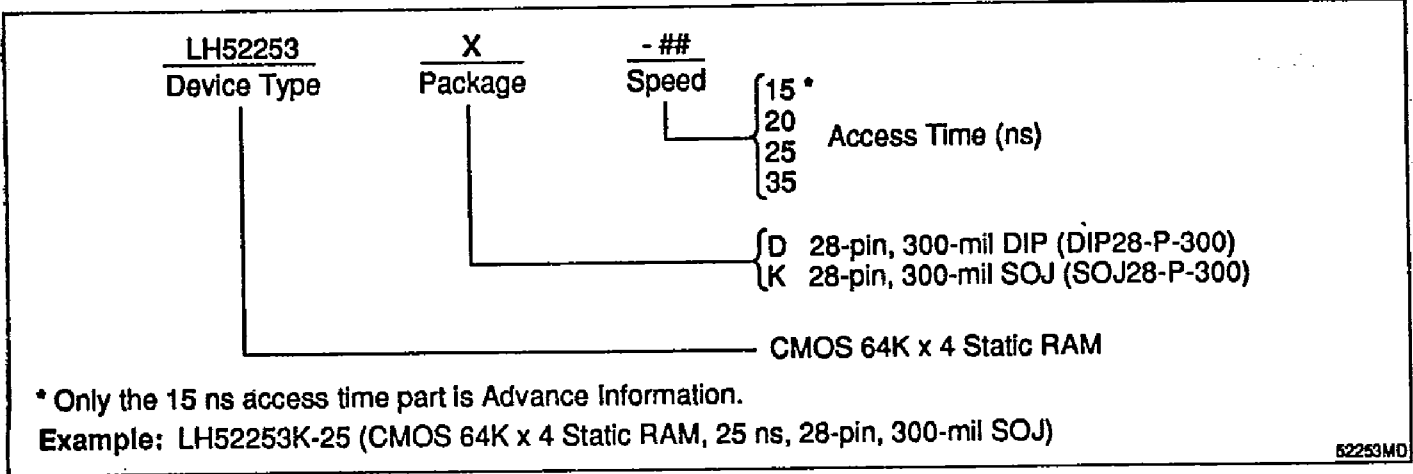 LH52253 X - ##
Device Type Package Speed
15 *
20
25
35
Access Time (ns)
D 28-pin, 300-mil DIP (DIP28-P-300)
K 28-pin, 300-mil SOJ (SOJ28-P-300)
CMOS 64K x 4 Static RAM
* Only the 15 ns access time part is Advance Information.
Example: LH52253K-25 (CMOS 64K x 4 Static RAM, 25 ns, 28-pin, 300-mil SOJ)
52253MD